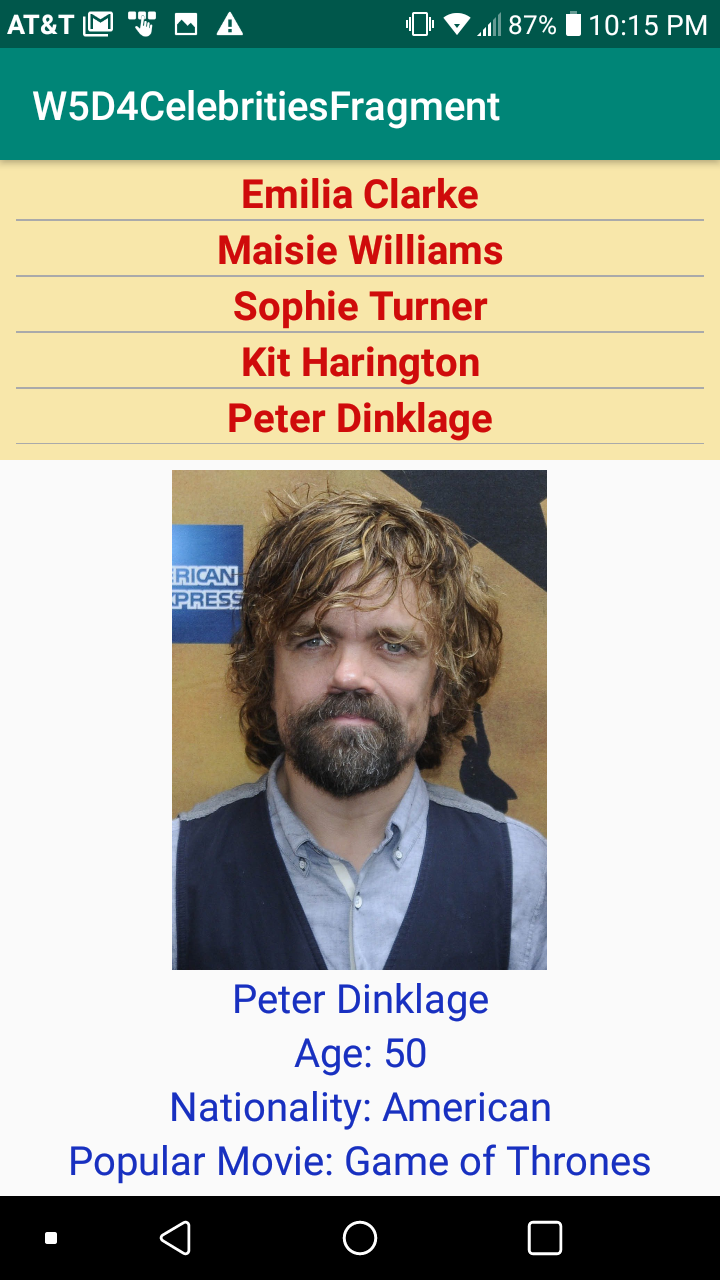 AT&T 87% 10:15 PM
W5D4CelebritiesFragment
Emilia Clarke
Maisie Williams
Sophie Turner
Kit Harington
Peter Dinklage
ERICAN
XPRESS
Peter Dinklage
Age: 50
Nationality: American
Popular Movie: Game of Thrones